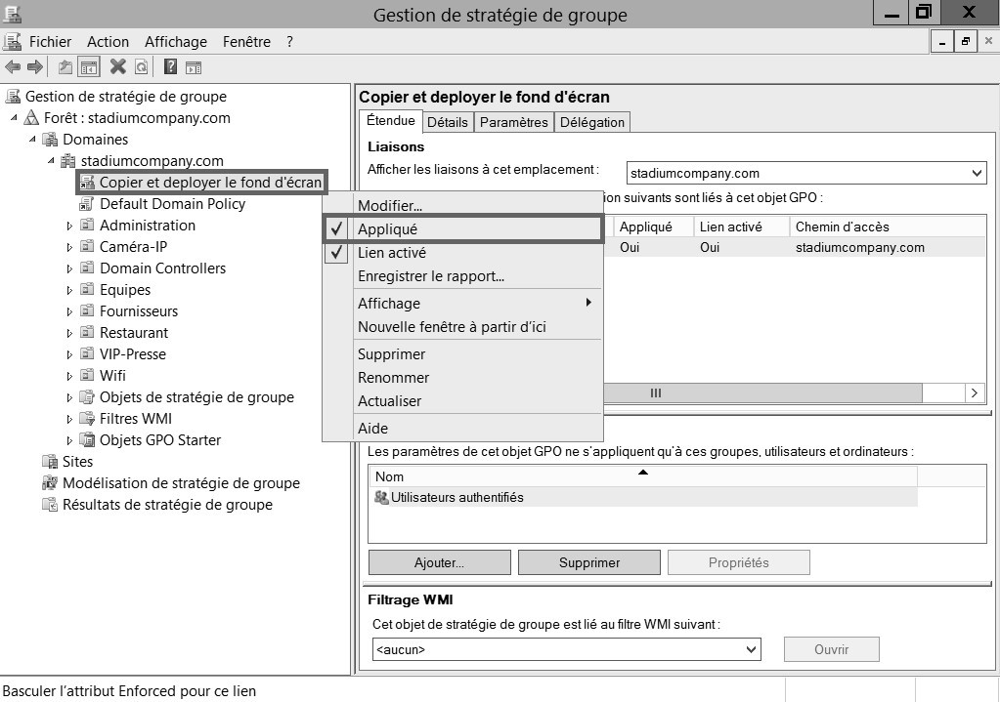 Gestion de stratégie de groupe
Fichier Action Affichage Fenêtre ?
Gestion de stratégie de groupe
Forêt : stadiumcompany.com
Domaines
stadiumcompany.com
Copier et deployer le fond d'écran
Default Domain Policy
Administration
Caméra-IP
Domain Controllers
Equipes
Fournisseurs
Restaurant
VIP-Presse
Wifi
Objets de stratégie de groupe
Filtres WMI
Objets GPO Starter
Sites
Modélisation de stratégie de groupe
Résultats de stratégie de groupe
Modifier...
Appliqué
Lien activé
Enregistrer le rapport...
Affichage
Nouvelle fenêtre à partir d'ici
Supprimer
Renommer
Actualiser
Aide
Copier et deployer le fond d'écran
Étendue Détails Paramètres Délégation
Liaisons
Afficher les liaisons à cet emplacement : stadiumcompany.com
suivants sont liés à cet objet GPO :
Appliqué Lien activé Chemin d'accès
Oui Oui stadiumcompany.com
Les paramètres de cet objet GPO ne s'appliquent qu'à ces groupes, utilisateurs et ordinateurs :
Nom
Utilisateurs authentifiés
Ajouter... Supprimer Propriétés
Filtrage WMI
Cet objet de stratégie de groupe est lié au filtre WMI suivant :
<aucun> Ouvrir
Basculer l'attribut Enforced pour ce lien